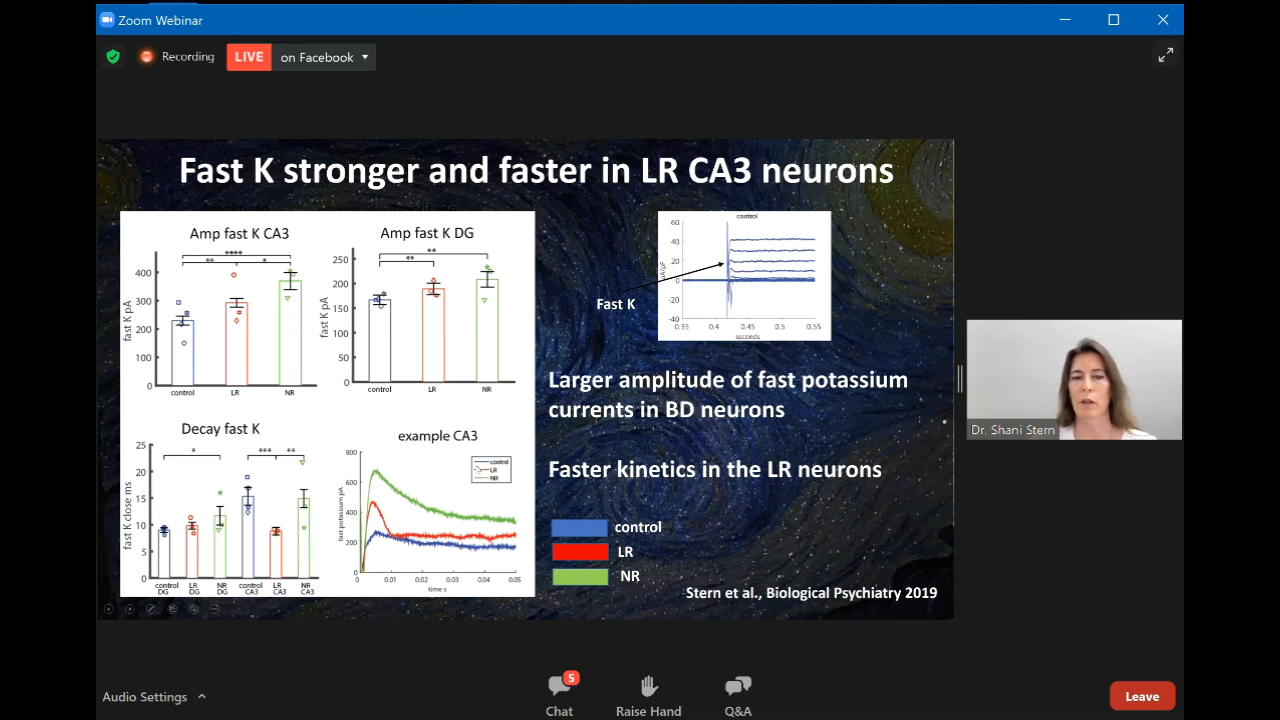 Zoom Webinar
Recording
LIVE
on Facebook
Fast K stronger and faster in LR CA3 neurons
Amp fast K CA3
****
** *
fast K pA
400
300
200
100
0
control LR NR
Amp fast K DG
**
**
fast K pA
250
200
150
100
50
0
control LR NR
control
60
40
20
0
-20
-40
0.35 0.4 0.45 0.5 0.55
seconds
Fast K
Larger amplitude of fast potassium
currents in BD neurons
Faster kinetics in the LR neurons
Decay fast K
* *** **
fast K close ms
25
20
15
10
5
0
control LR NR control LR NR
DG DG DG CA3 CA3 CA3
example CA3
control
LR
NR
fast potassium pA
800
600
400
200
0
0 0.01 0.02 0.03 0.04 0.05
time s
control
LR
NR
Stern et al., Biological Psychiatry 2019
Dr. Shani Stern
Audio Settings
5
Chat
Raise Hand
Q&A
Leave